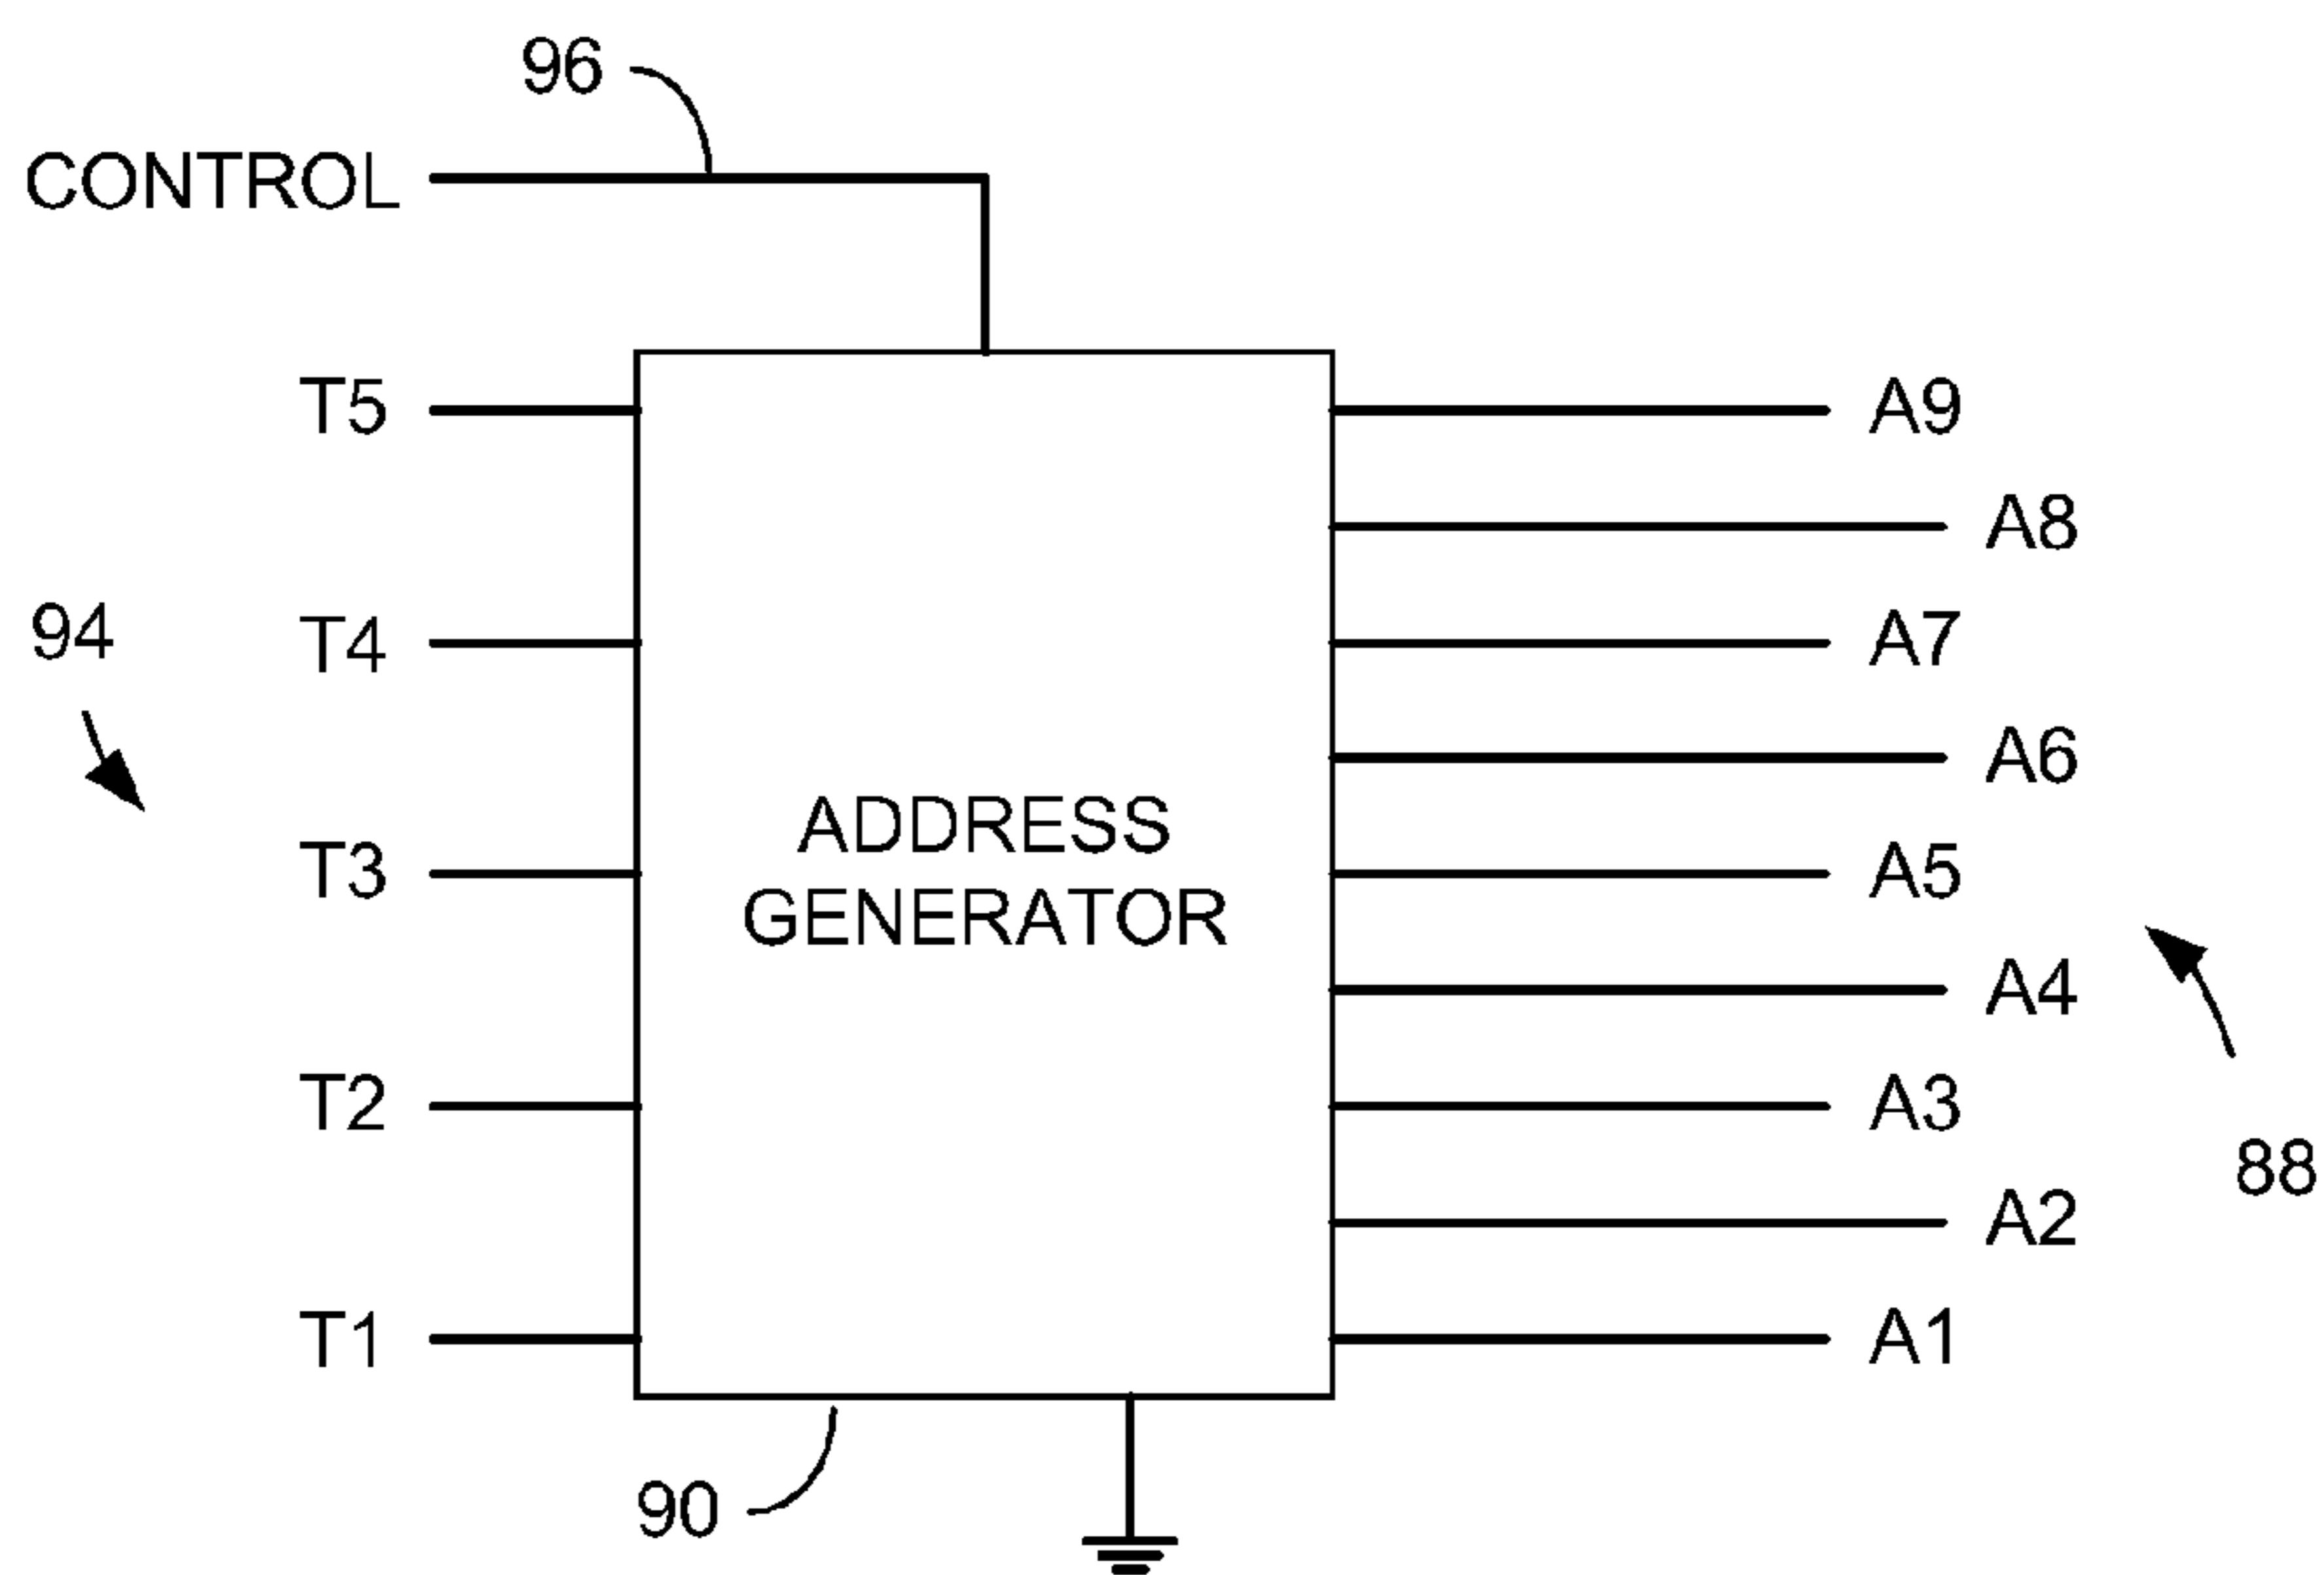 96
CONTROL
T5
A9
A8
94
T4
A7
A6
ADDRESS
GENERATOR
T3
A5
A4
T2
A3
88
A2
T1
A1
90